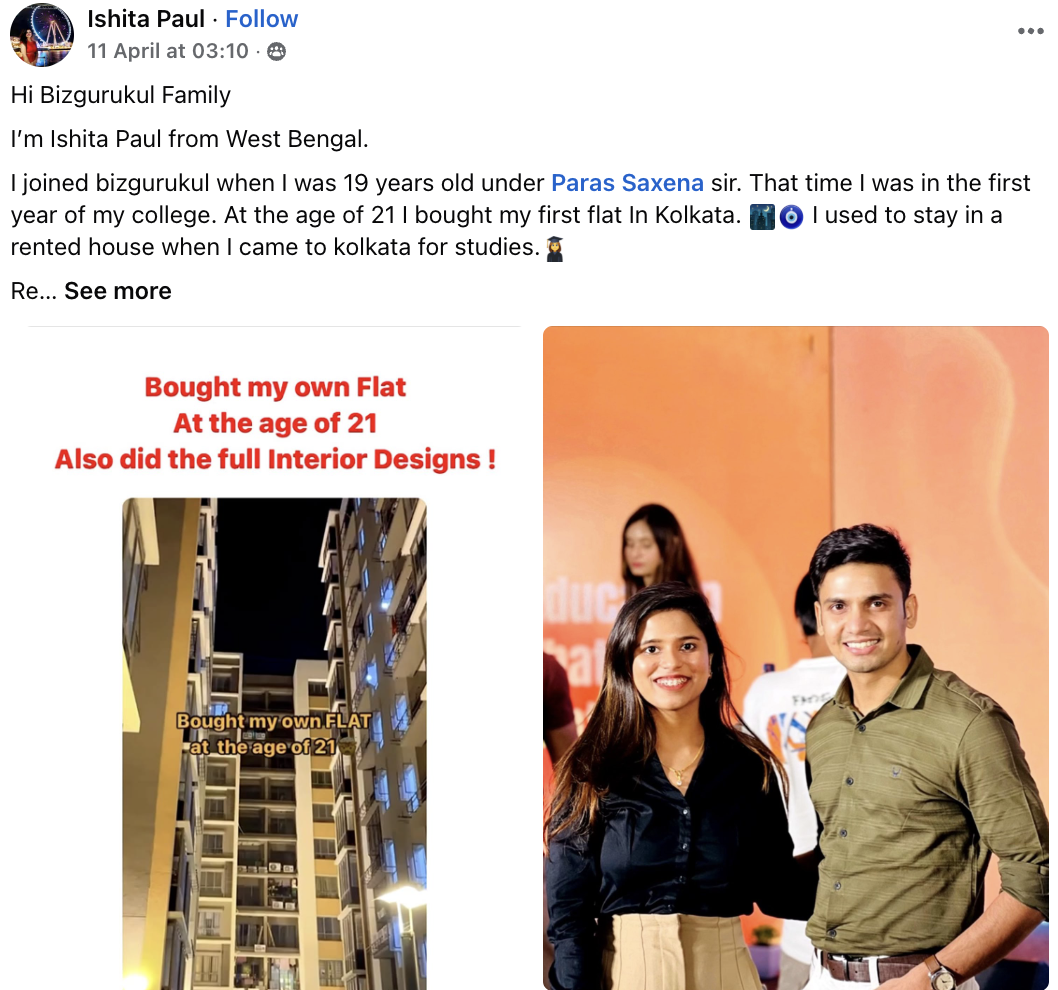 Ishita Paul · Follow
11 April at 03:10 ·
Hi Bizgurukul Family
I'm Ishita Paul from West Bengal.
I joined bizgurukul when I was 19 years old under Paras Saxena sir. That time I was in the first
year of my college. At the age of 21 I bought my first flat In Kolkata. 🌃🧿 I used to stay in a
rented house when I came to kolkata for studies.👩‍🎓
Re... See more
Bought my own Flat
At the age of 21
Also did the full Interior Designs !
Bought my own FLAT
at the age of 21